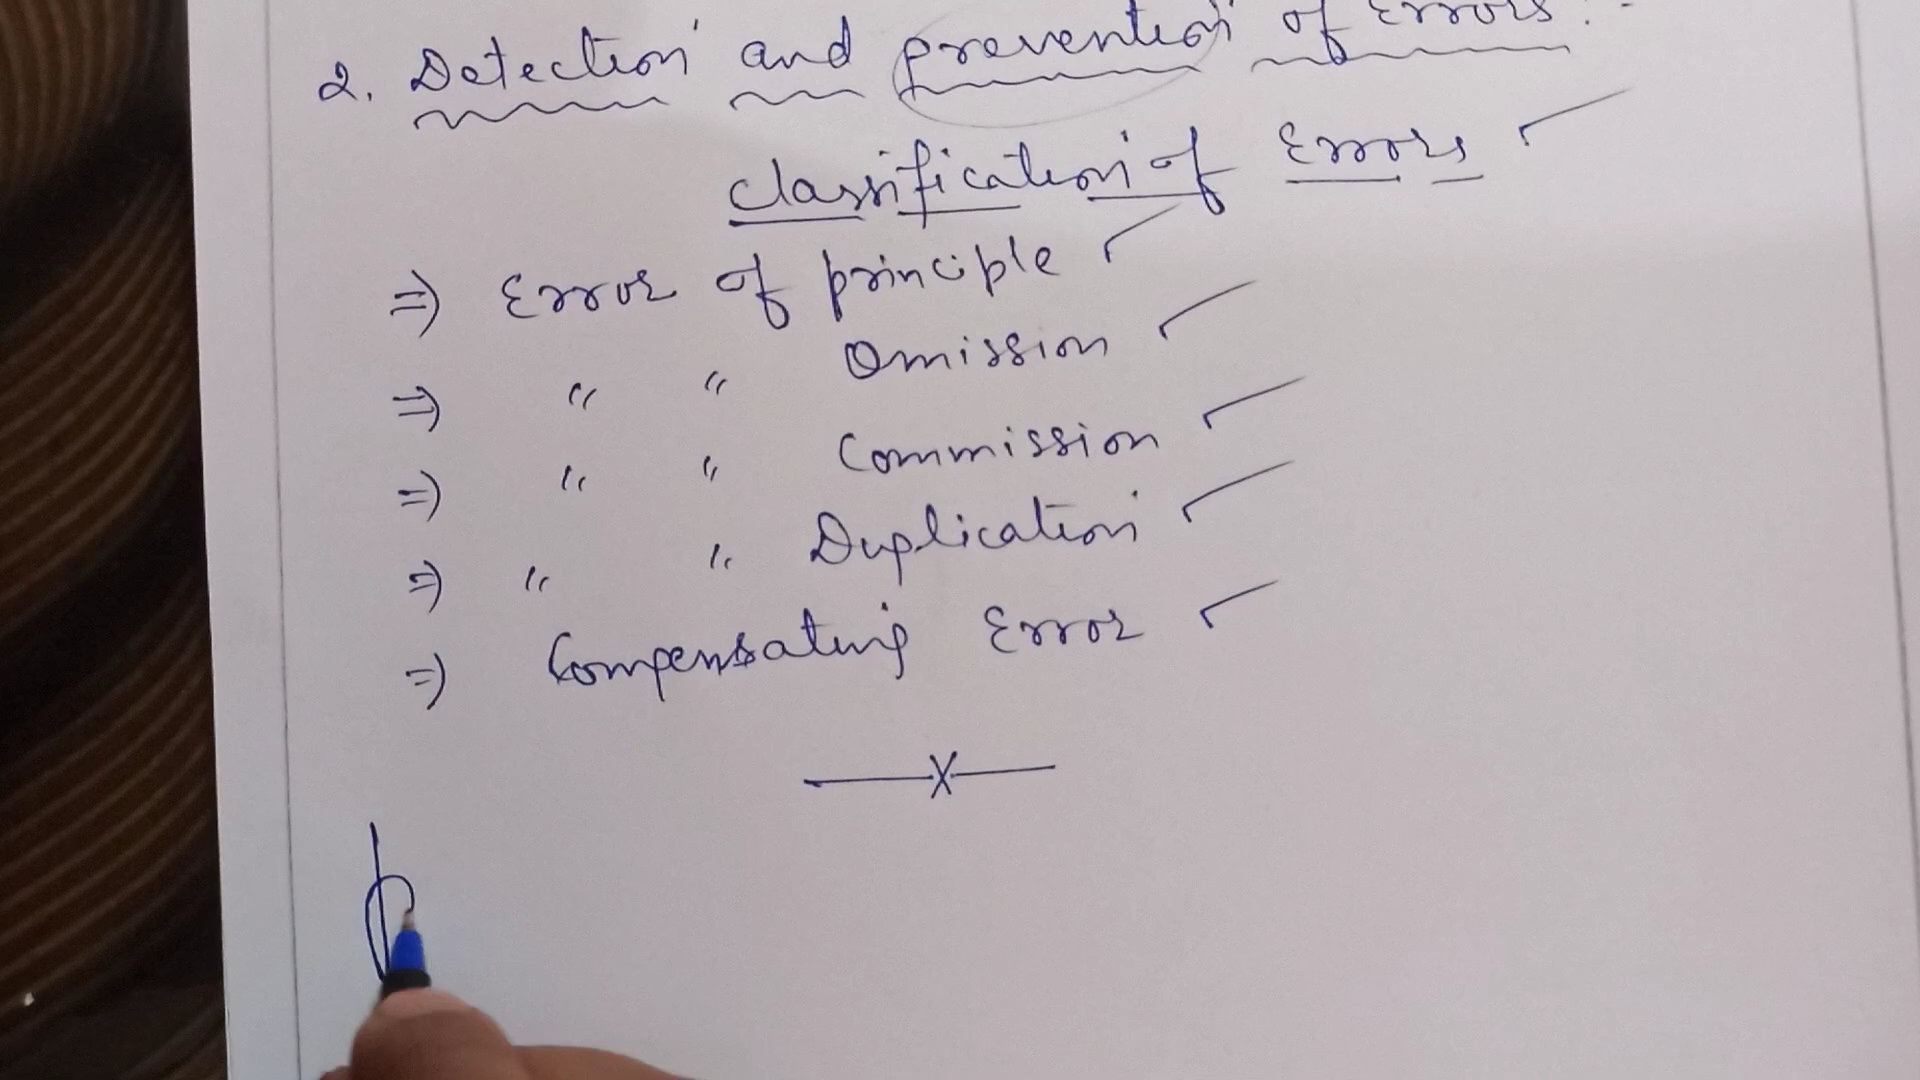 2. Detection and prevention of Errors.
Classification of Errors
⇒ Error of principle
⇒ " " Omission
⇒ " " Commission
⇒ " " Duplication
⇒ Compensating Error
—x—